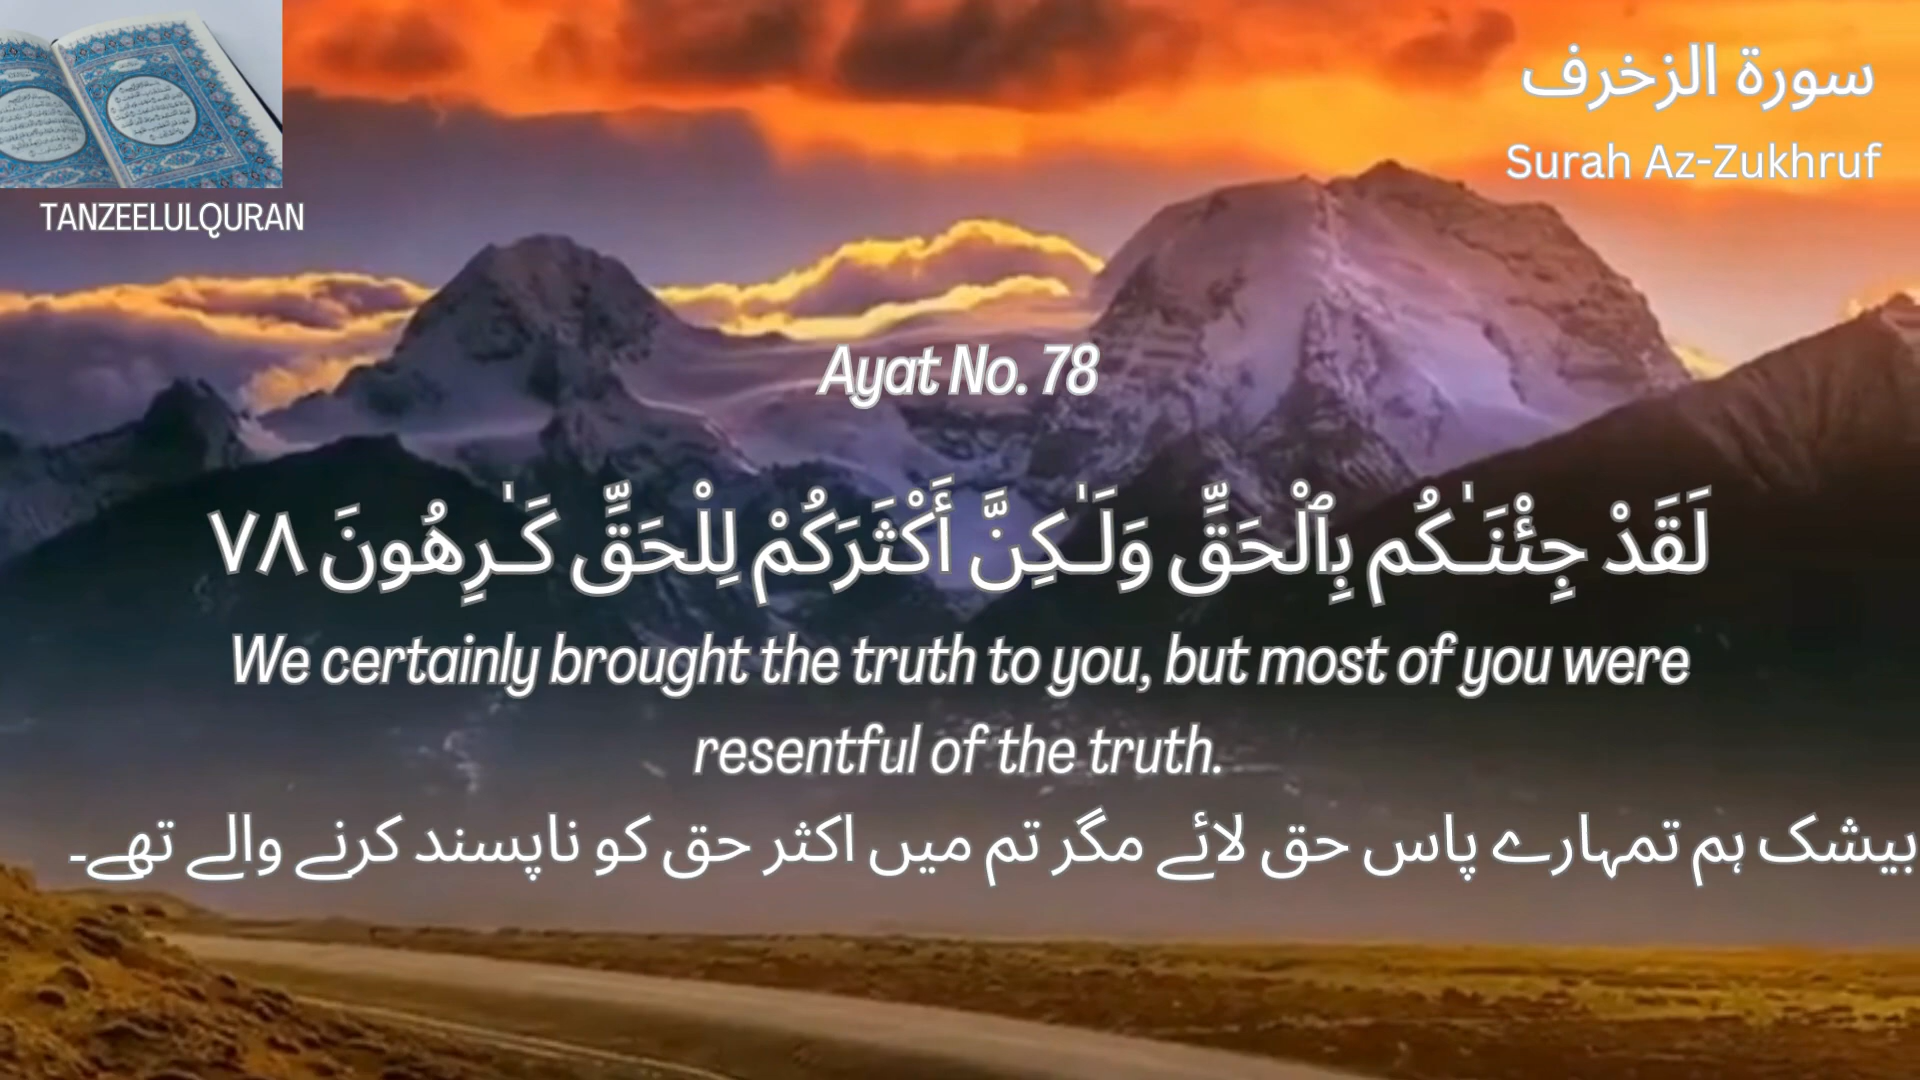 سورة الزخرف
Surah Az-Zukhruf
TANZEELULQURAN
Ayat No. 78
لَقَدْ جِئْنَـٰكُم بِٱلْحَقِّ وَلَـٰكِنَّ أَكْثَرَكُمْ لِلْحَقِّ كَـٰرِهُونَ ٧٨
We certainly brought the truth to you, but most of you were
resentful of the truth.
بیشک ہم تمہارے پاس حق لائے مگر تم میں اکثر حق کو ناپسند کرنے والے تھے۔